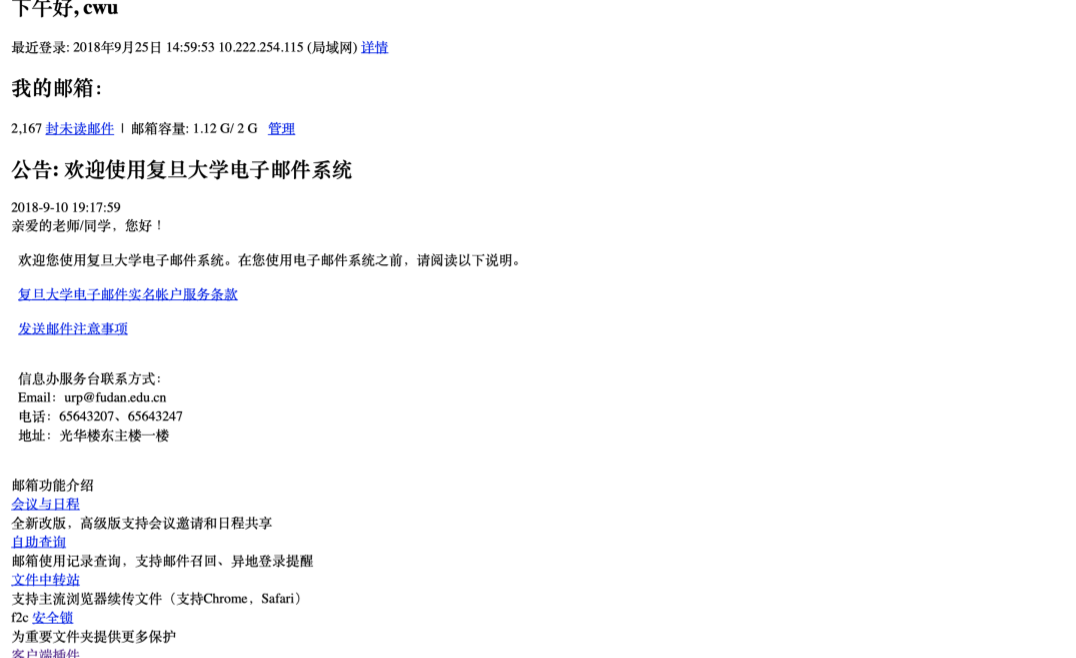 下午好, cwu
最近登录: 2018年9月25日 14:59:53 10.222.254.115 (局域网) 详情
我的邮箱:
2,167 封未读邮件 | 邮箱容量: 1.12 G/ 2 G 管理
公告: 欢迎使用复旦大学电子邮件系统
2018-9-10 19:17:59
亲爱的老师/同学，您好！
欢迎您使用复旦大学电子邮件系统。在您使用电子邮件系统之前，请阅读以下说明。
复旦大学电子邮件实名帐户服务条款
发送邮件注意事项
信息办服务台联系方式：
Email：urp@fudan.edu.cn
电话：65643207、65643247
地址：光华楼东主楼一楼
邮箱功能介绍
会议与日程
全新改版，高级版支持会议邀请和日程共享
自助查询
邮箱使用记录查询，支持邮件召回、异地登录提醒
文件中转站
支持主流浏览器续传文件（支持Chrome，Safari）
f2c 安全锁
为重要文件夹提供更多保护
客户端插件